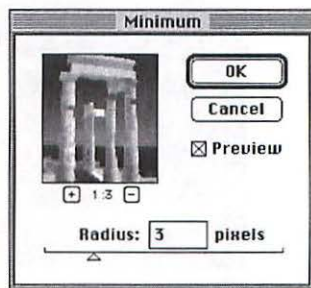 Minimum
OK
Cancel
Preview
+ 1:3 -
Radius: 3 pixels